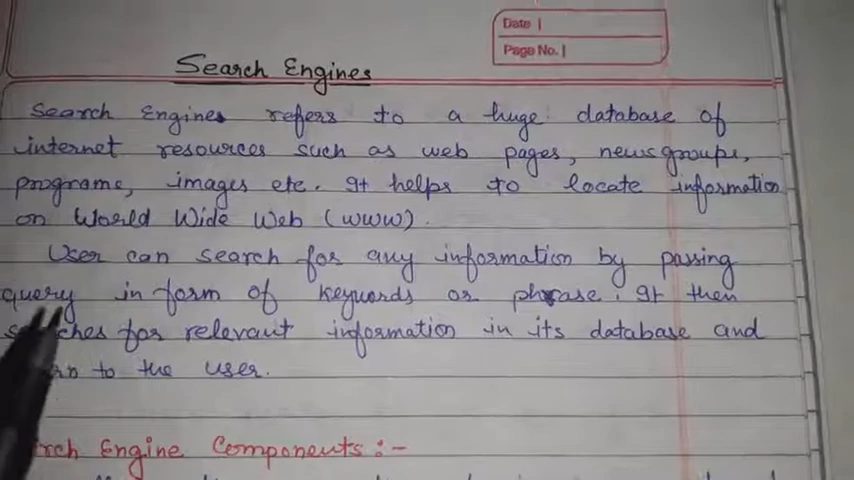 Date
Page No.
Search Engines
Search Engines refers to a huge database of
internet resources such as web pages, newsgroups,
programs, images etc. It helps to locate information
on World Wide Web (WWW).
User can search for any information by passing
query in form of keywords or phrase. It then
for relevant information in its database and
to the user.
Engine Components :-